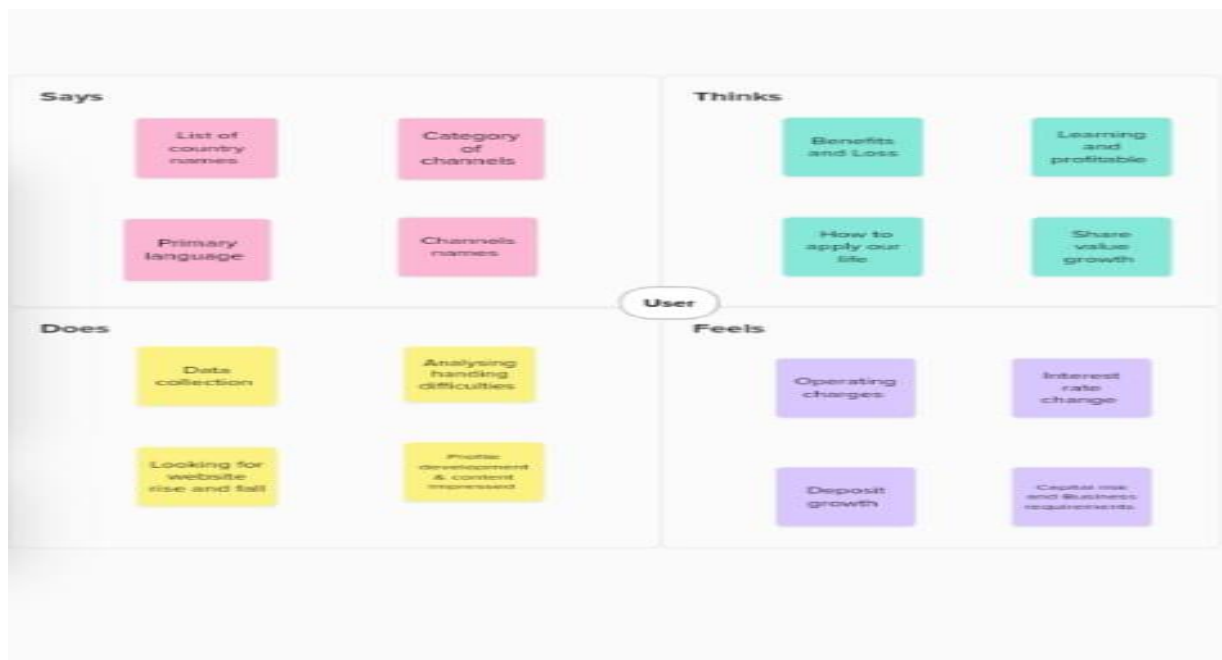 Says
List of
country
names
Category
of
channels
Primary
language
Channels
names
Thinks
Benefits
and Loss
Learning
and
profitable
How to
apply our
life
Share
value
growth
User
Does
Data
collection
Analysing
handing
difficulties
Looking for
website
rise and fall
Profile
development
& content
impressed
Feels
Operating
charges
Interest
rate
change
Deposit
growth
Capital rise
and Business
requirements